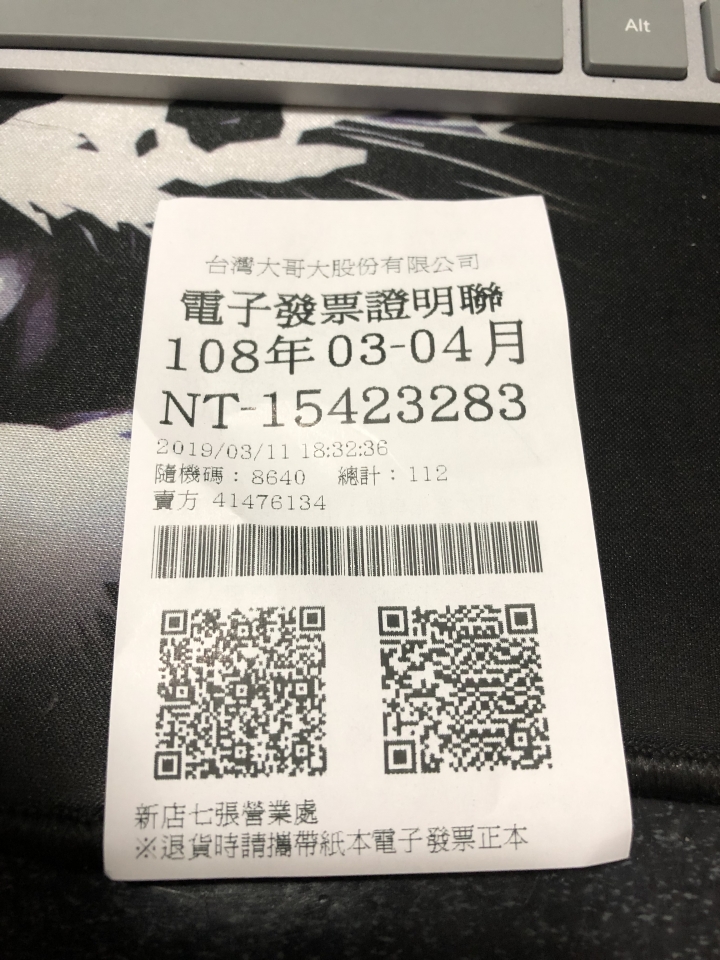 Alt
台灣大哥大股份有限公司
電子發票證明聯
108年03-04月
NT-15423283
2019/03/11 18:32:36
隨機碼：8640 總計：112
賣方 41476134
新店七張營業處
※退貨時請攜帶紙本電子發票正本